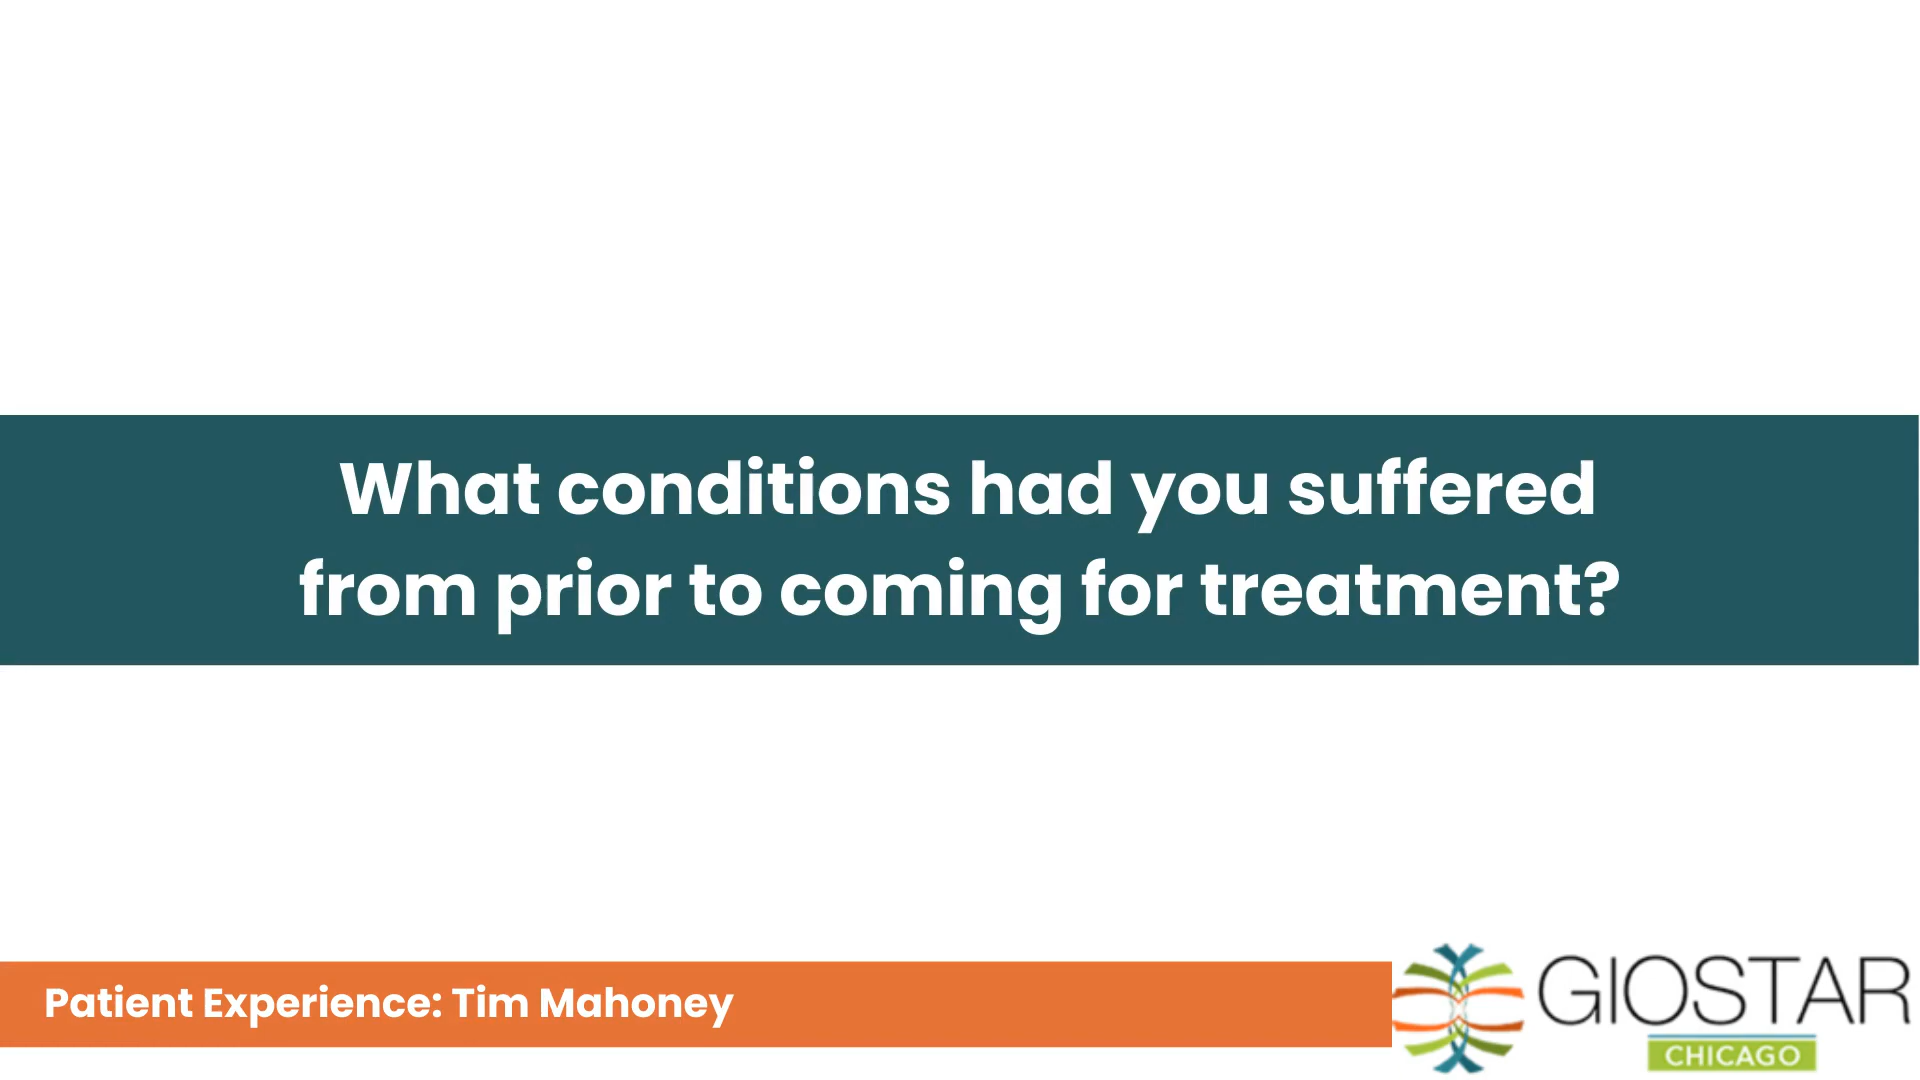 What conditions had you suffered
from prior to coming for treatment?
Patient Experience: Tim Mahoney
GIOSTAR
CHICAGO